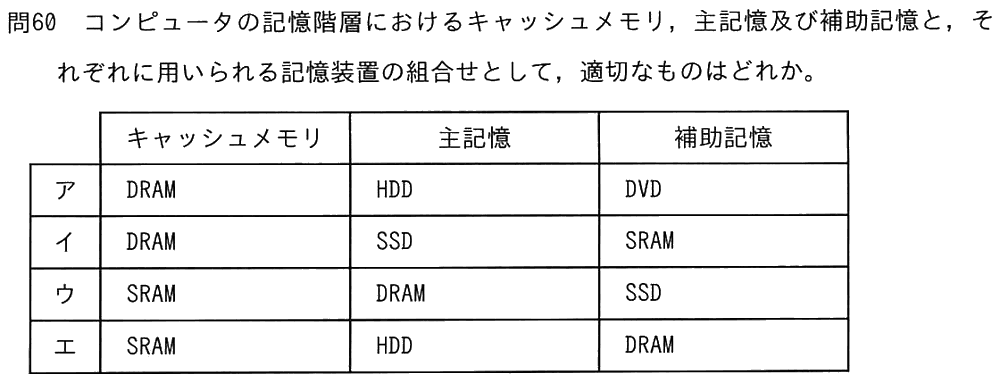 問60　コンピュータの記憶階層におけるキャッシュメモリ，主記憶及び補助記憶と，そ
れぞれに用いられる記憶装置の組合せとして，適切なものはどれか。
キャッシュメモリ　主記憶　補助記憶
ア　DRAM　HDD　DVD
イ　DRAM　SSD　SRAM
ウ　SRAM　DRAM　SSD
エ　SRAM　HDD　DRAM